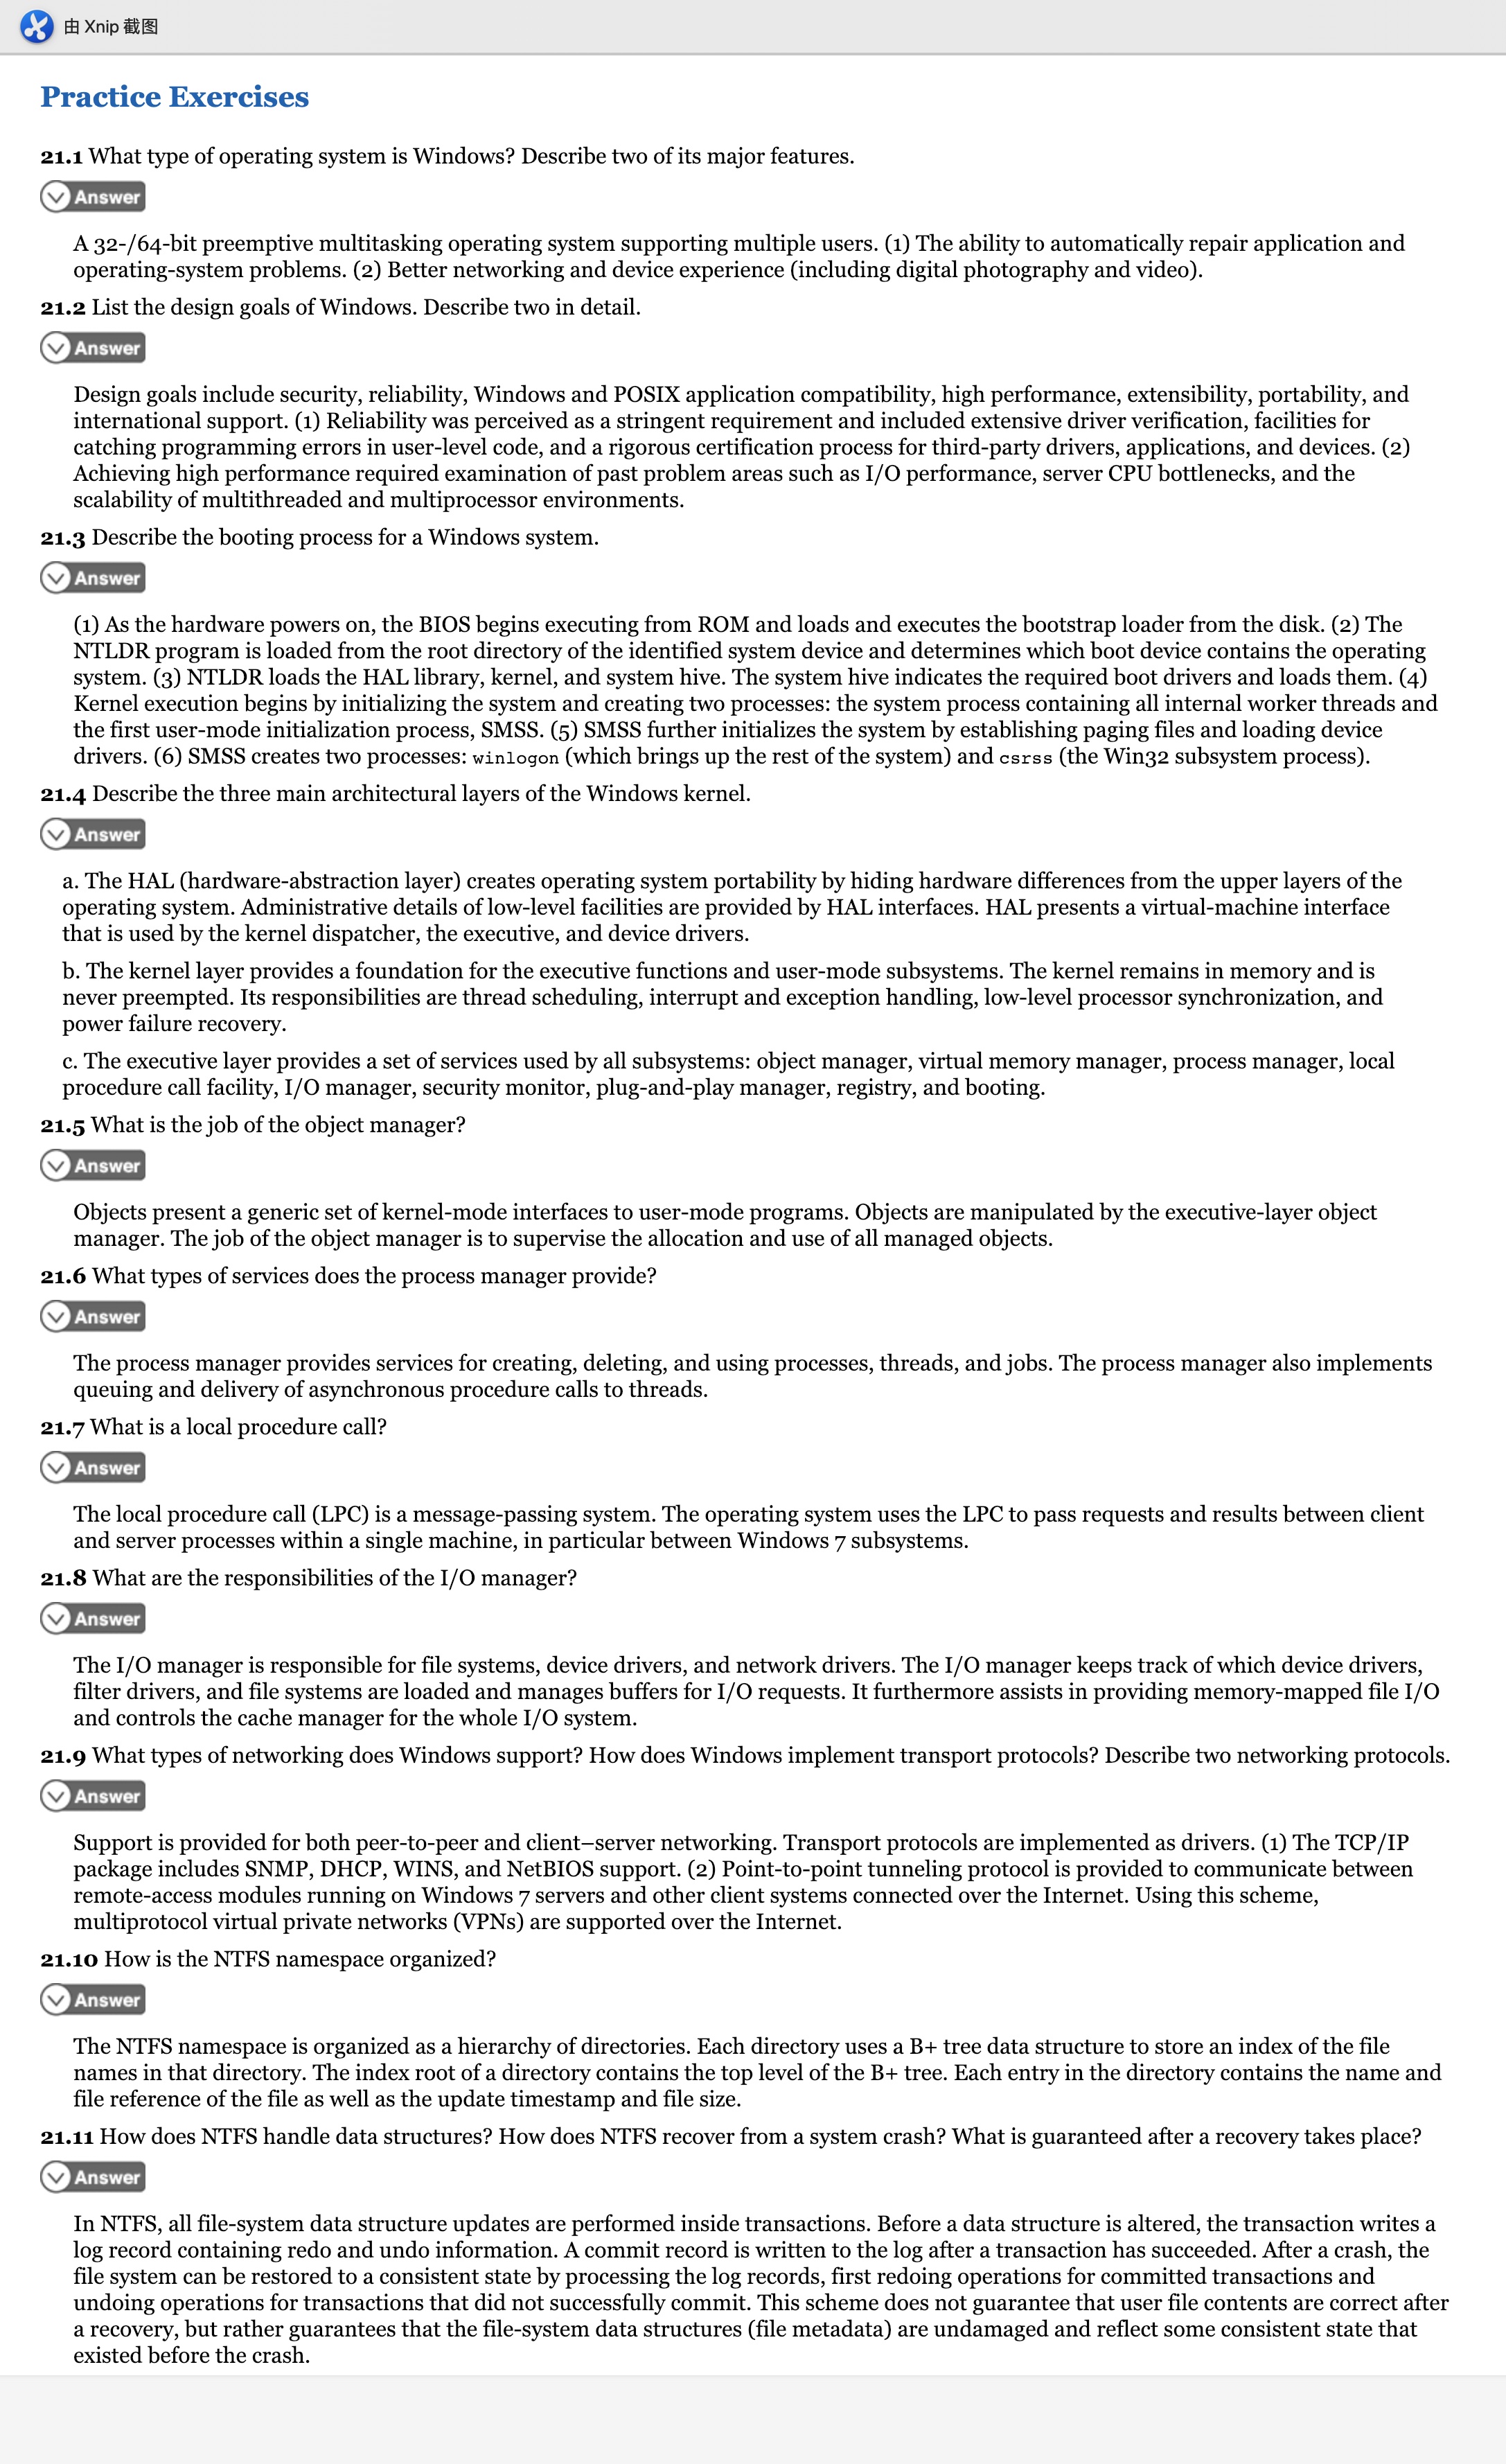 由 Xnip 截图
Practice Exercises
21.1 What type of operating system is Windows? Describe two of its major features.
Answer
A 32-/64-bit preemptive multitasking operating system supporting multiple users. (1) The ability to automatically repair application and
operating-system problems. (2) Better networking and device experience (including digital photography and video).
21.2 List the design goals of Windows. Describe two in detail.
Answer
Design goals include security, reliability, Windows and POSIX application compatibility, high performance, extensibility, portability, and
international support. (1) Reliability was perceived as a stringent requirement and included extensive driver verification, facilities for
catching programming errors in user-level code, and a rigorous certification process for third-party drivers, applications, and devices. (2)
Achieving high performance required examination of past problem areas such as I/O performance, server CPU bottlenecks, and the
scalability of multithreaded and multiprocessor environments.
21.3 Describe the booting process for a Windows system.
Answer
(1) As the hardware powers on, the BIOS begins executing from ROM and loads and executes the bootstrap loader from the disk. (2) The
NTLDR program is loaded from the root directory of the identified system device and determines which boot device contains the operating
system. (3) NTLDR loads the HAL library, kernel, and system hive. The system hive indicates the required boot drivers and loads them. (4)
Kernel execution begins by initializing the system and creating two processes: the system process containing all internal worker threads and
the first user-mode initialization process, SMSS. (5) SMSS further initializes the system by establishing paging files and loading device
drivers. (6) SMSS creates two processes: winlogon (which brings up the rest of the system) and csrss (the Win32 subsystem process).
21.4 Describe the three main architectural layers of the Windows kernel.
Answer
a. The HAL (hardware-abstraction layer) creates operating system portability by hiding hardware differences from the upper layers of the
operating system. Administrative details of low-level facilities are provided by HAL interfaces. HAL presents a virtual-machine interface
that is used by the kernel dispatcher, the executive, and device drivers.
b. The kernel layer provides a foundation for the executive functions and user-mode subsystems. The kernel remains in memory and is
never preempted. Its responsibilities are thread scheduling, interrupt and exception handling, low-level processor synchronization, and
power failure recovery.
c. The executive layer provides a set of services used by all subsystems: object manager, virtual memory manager, process manager, local
procedure call facility, I/O manager, security monitor, plug-and-play manager, registry, and booting.
21.5 What is the job of the object manager?
Answer
Objects present a generic set of kernel-mode interfaces to user-mode programs. Objects are manipulated by the executive-layer object
manager. The job of the object manager is to supervise the allocation and use of all managed objects.
21.6 What types of services does the process manager provide?
Answer
The process manager provides services for creating, deleting, and using processes, threads, and jobs. The process manager also implements
queuing and delivery of asynchronous procedure calls to threads.
21.7 What is a local procedure call?
Answer
The local procedure call (LPC) is a message-passing system. The operating system uses the LPC to pass requests and results between client
and server processes within a single machine, in particular between Windows 7 subsystems.
21.8 What are the responsibilities of the I/O manager?
Answer
The I/O manager is responsible for file systems, device drivers, and network drivers. The I/O manager keeps track of which device drivers,
filter drivers, and file systems are loaded and manages buffers for I/O requests. It furthermore assists in providing memory-mapped file I/O
and controls the cache manager for the whole I/O system.
21.9 What types of networking does Windows support? How does Windows implement transport protocols? Describe two networking protocols.
Answer
Support is provided for both peer-to-peer and client–server networking. Transport protocols are implemented as drivers. (1) The TCP/IP
package includes SNMP, DHCP, WINS, and NetBIOS support. (2) Point-to-point tunneling protocol is provided to communicate between
remote-access modules running on Windows 7 servers and other client systems connected over the Internet. Using this scheme,
multiprotocol virtual private networks (VPNs) are supported over the Internet.
21.10 How is the NTFS namespace organized?
Answer
The NTFS namespace is organized as a hierarchy of directories. Each directory uses a B+ tree data structure to store an index of the file
names in that directory. The index root of a directory contains the top level of the B+ tree. Each entry in the directory contains the name and
file reference of the file as well as the update timestamp and file size.
21.11 How does NTFS handle data structures? How does NTFS recover from a system crash? What is guaranteed after a recovery takes place?
Answer
In NTFS, all file-system data structure updates are performed inside transactions. Before a data structure is altered, the transaction writes a
log record containing redo and undo information. A commit record is written to the log after a transaction has succeeded. After a crash, the
file system can be restored to a consistent state by processing the log records, first redoing operations for committed transactions and
undoing operations for transactions that did not successfully commit. This scheme does not guarantee that user file contents are correct after
a recovery, but rather guarantees that the file-system data structures (file metadata) are undamaged and reflect some consistent state that
existed before the crash.